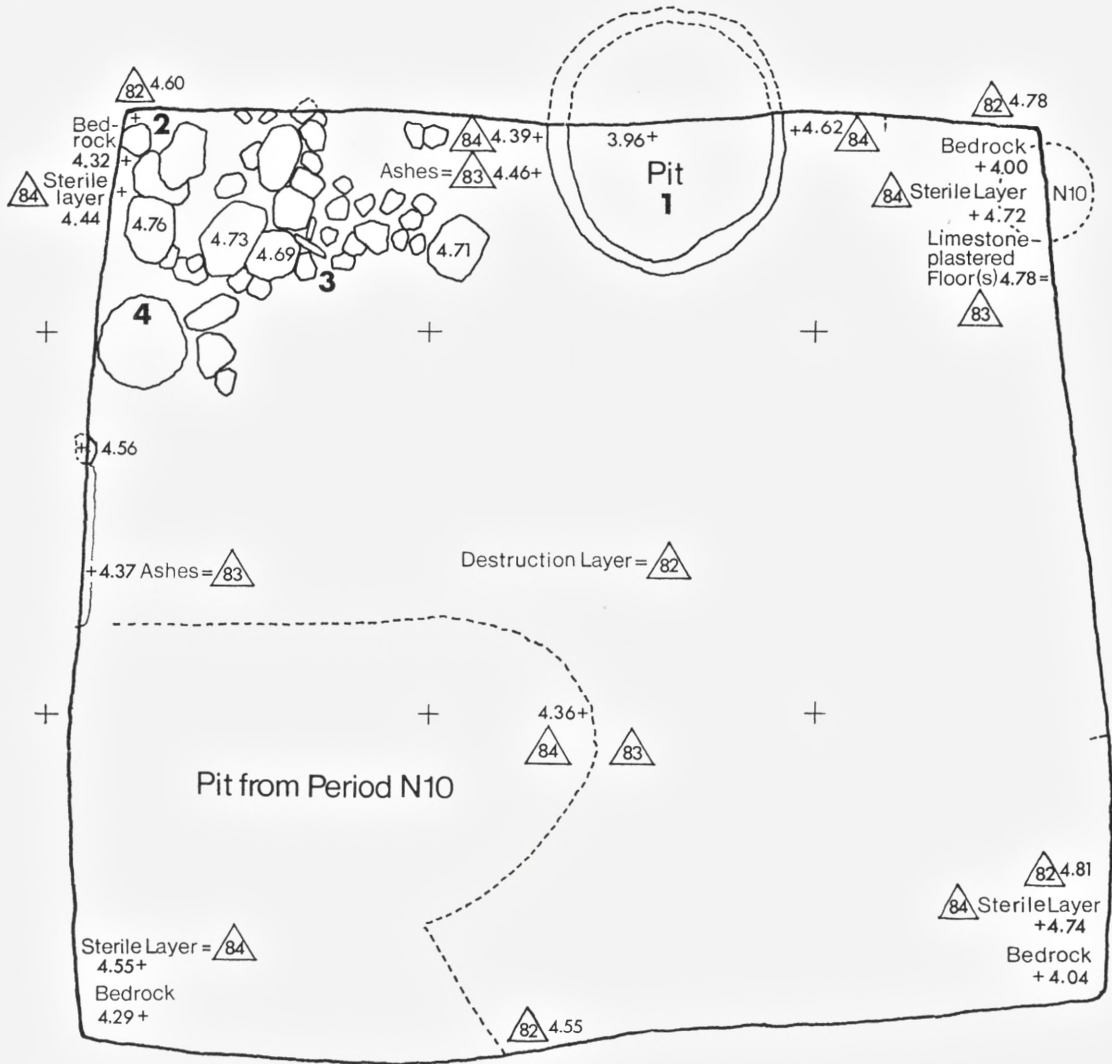 82 4.60
82 4.78
2
Bed-
rock
4.32 +
84 Sterile
layer
4.44
84 4.39+
Ashes = 83 4.46+
3.96+
Pit
1
+4.62 84
Bedrock
+4.00
84 Sterile Layer
+4.72
N10
Limestone-
plastered
Floor(s) 4.78=
83
4.76
4.73
4.69
4.71
3
4
+ 4.56
+4.37 Ashes = 83
Destruction Layer = 82
4.36+
84
83
Pit from Period N10
82 4.81
84 Sterile Layer
+4.74
Bedrock
+4.04
Sterile Layer = 84
4.55+
Bedrock
4.29+
82 4.55